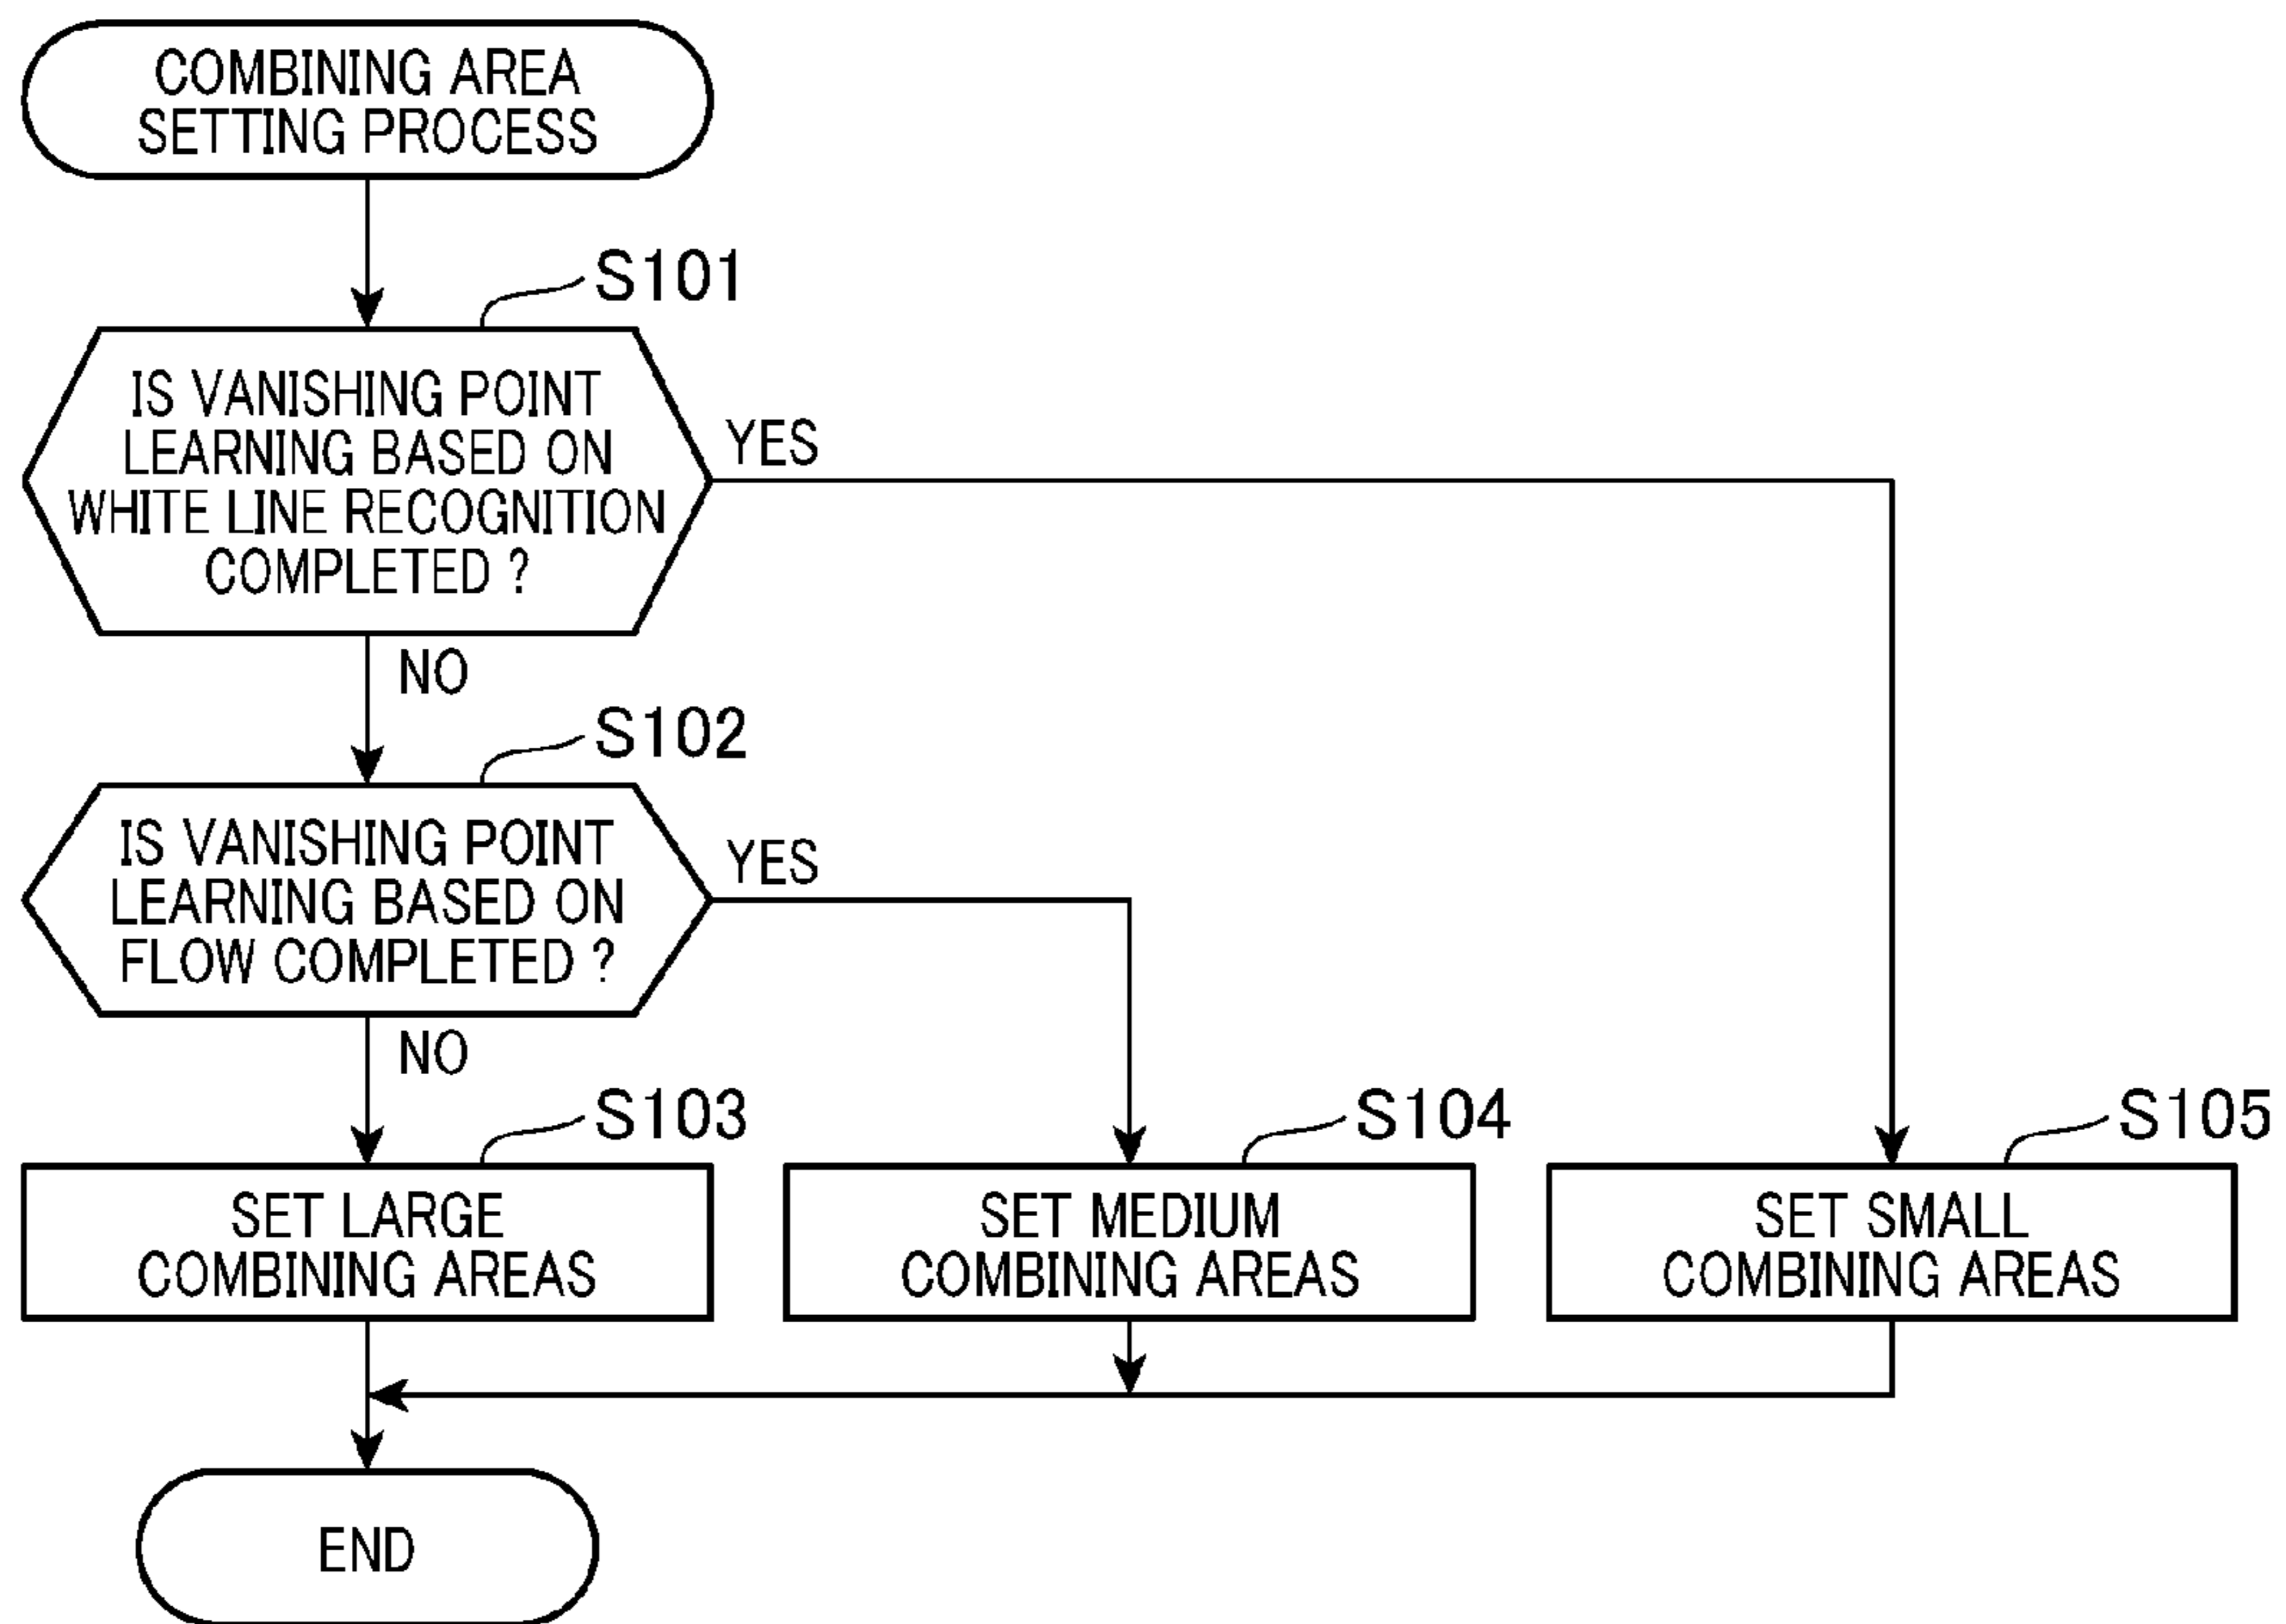 COMBINING AREA
SETTING PROCESS
S101
IS VANISHING POINT
LEARNING BASED ON
WHITE LINE RECOGNITION
COMPLETED ?
YES
NO
S102
IS VANISHING POINT
LEARNING BASED ON
FLOW COMPLETED ?
YES
NO
S103
SET LARGE
COMBINING AREAS
S104
SET MEDIUM
COMBINING AREAS
S105
SET SMALL
COMBINING AREAS
END